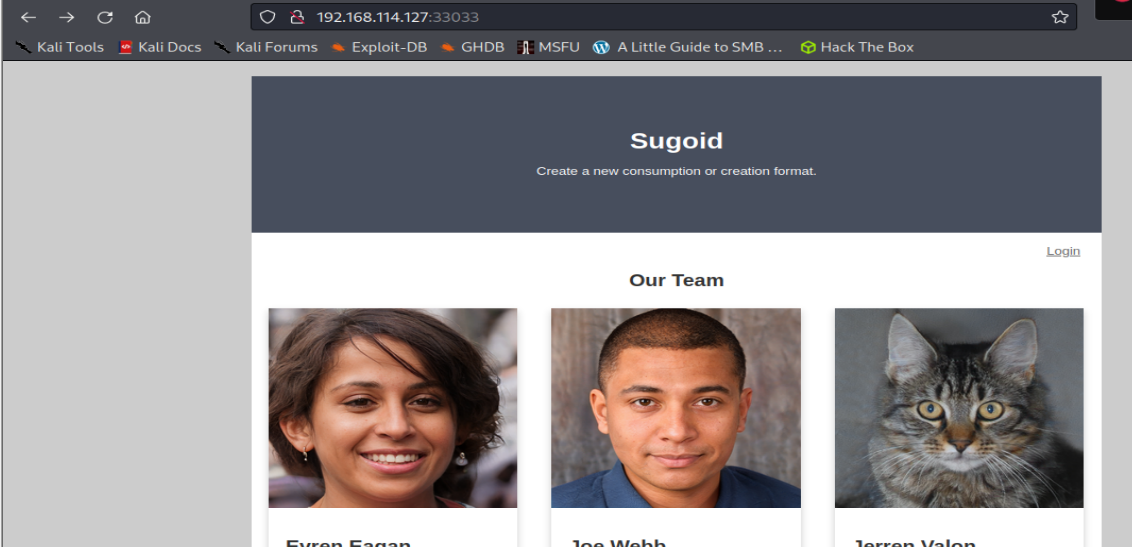 192.168.114.127:33033
Kali Tools Kali Docs Kali Forums Exploit-DB GHDB MSFU A Little Guide to SMB ... Hack The Box
Sugoid
Create a new consumption or creation format.
Login
Our Team
Evren Eagan Joe Webb Jerren Valon